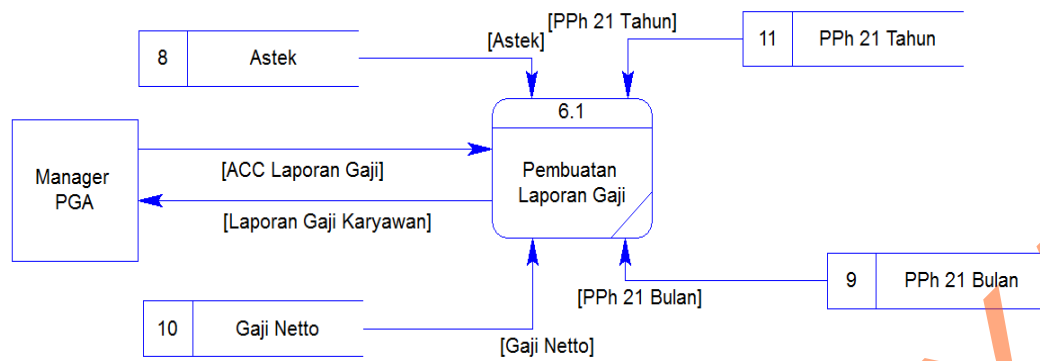 [PPh 21 Tahun]
11 PPh 21 Tahun
[Astek]
8 Astek
6.1
Manager
PGA
[ACC Laporan Gaji]
Pembuatan
Laporan Gaji
[Laporan Gaji Karyawan]
9 PPh 21 Bulan
[PPh 21 Bulan]
10 Gaji Netto
[Gaji Netto]